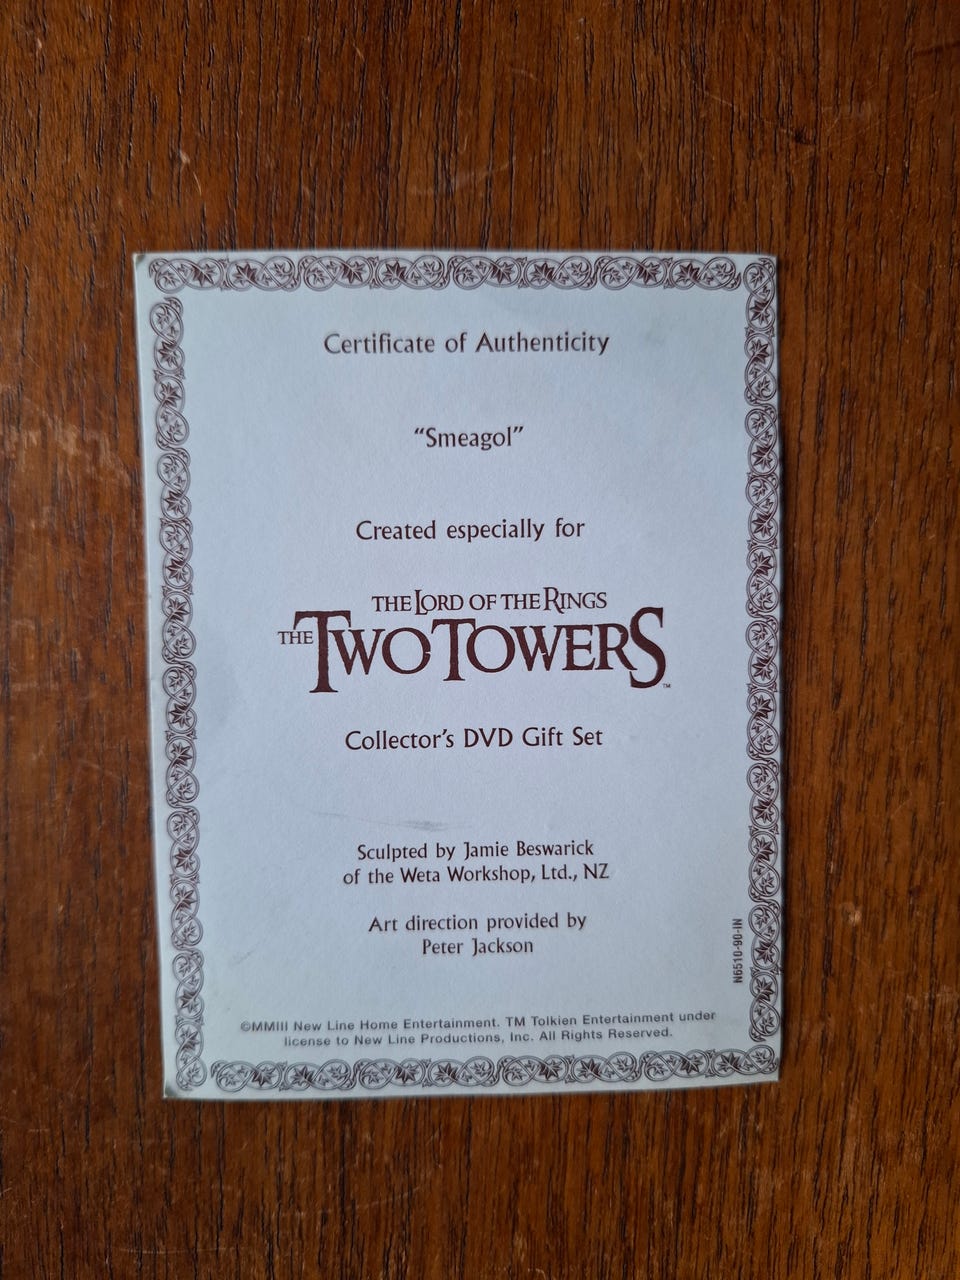 Certificate of Authenticity
“Smeagol”
Created especially for
THE LORD OF THE RINGS
THE TWO TOWERS™
Collector’s DVD Gift Set
Sculpted by Jamie Beswarick
of the Weta Workshop, Ltd., NZ
Art direction provided by
Peter Jackson
N6510-90-IN
©MMIII New Line Home Entertainment. TM Tolkien Entertainment under
license to New Line Productions, Inc. All Rights Reserved.